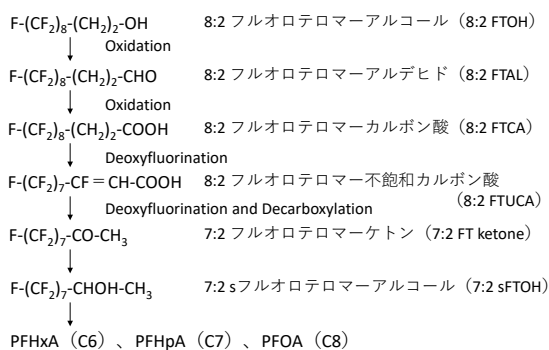 F-(CF₂)₈-(CH₂)₂-OH 8:2 フルオロテロマーアルコール（8:2 FTOH）
Oxidation
F-(CF₂)₈-(CH₂)₂-CHO 8:2 フルオロテロマーアルデヒド（8:2 FTAL）
Oxidation
F-(CF₂)₈-(CH₂)₂-COOH 8:2 フルオロテロマーカルボン酸（8:2 FTCA）
Deoxyfluorination
F-(CF₂)₇-CF＝CH-COOH 8:2 フルオロテロマー不飽和カルボン酸
（8:2 FTUCA）
Deoxyfluorination and Decarboxylation
F-(CF₂)₇-CO-CH₃ 7:2 フルオロテロマーケトン（7:2 FT ketone）
F-(CF₂)₇-CHOH-CH₃ 7:2 sフルオロテロマーアルコール（7:2 sFTOH）
PFHxA（C6）、PFHpA（C7）、PFOA（C8）